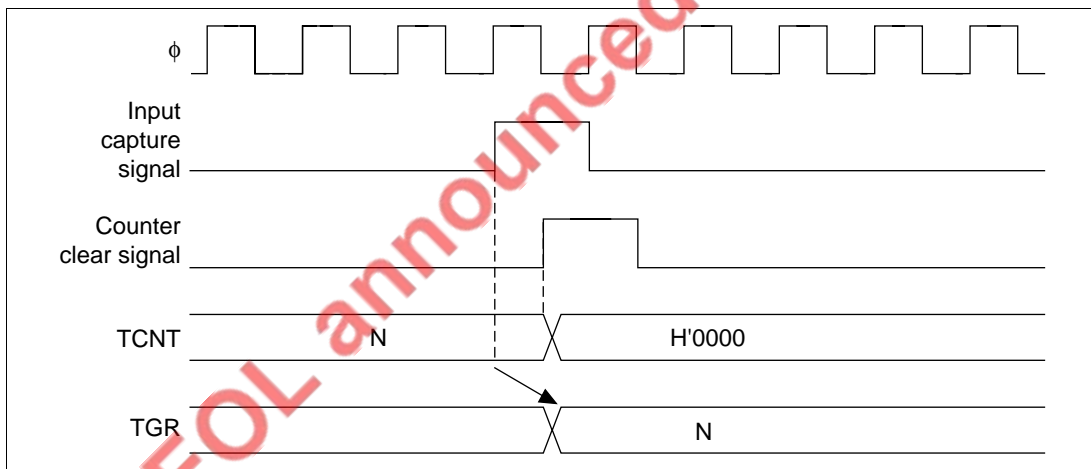 ϕ
Input
capture
signal
Counter
clear signal
TCNT
N
H'0000
TGR
N
EOL announced